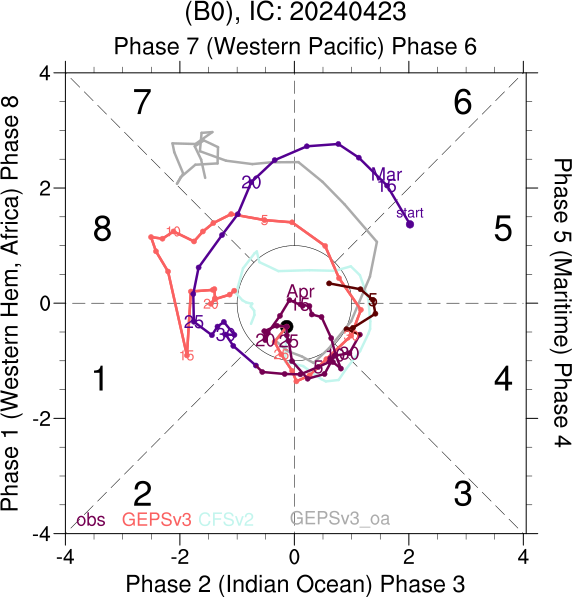 (B0), IC: 20240423
Phase 7 (Western Pacific) Phase 6
4
7
6
Mar
15
20
start
2
Phase 1 (Western Hem, Africa) Phase 8
8
5
10
5
Phase 5 (Maritime) Phase 4
Apr
15
5
20
0
25
30
20
25
25
30
5
15
1
4
-2
2
3
obs
GEPSv3
CFSv2
GEPSv3_oa
-4
-4
-2
0
2
4
Phase 2 (Indian Ocean) Phase 3